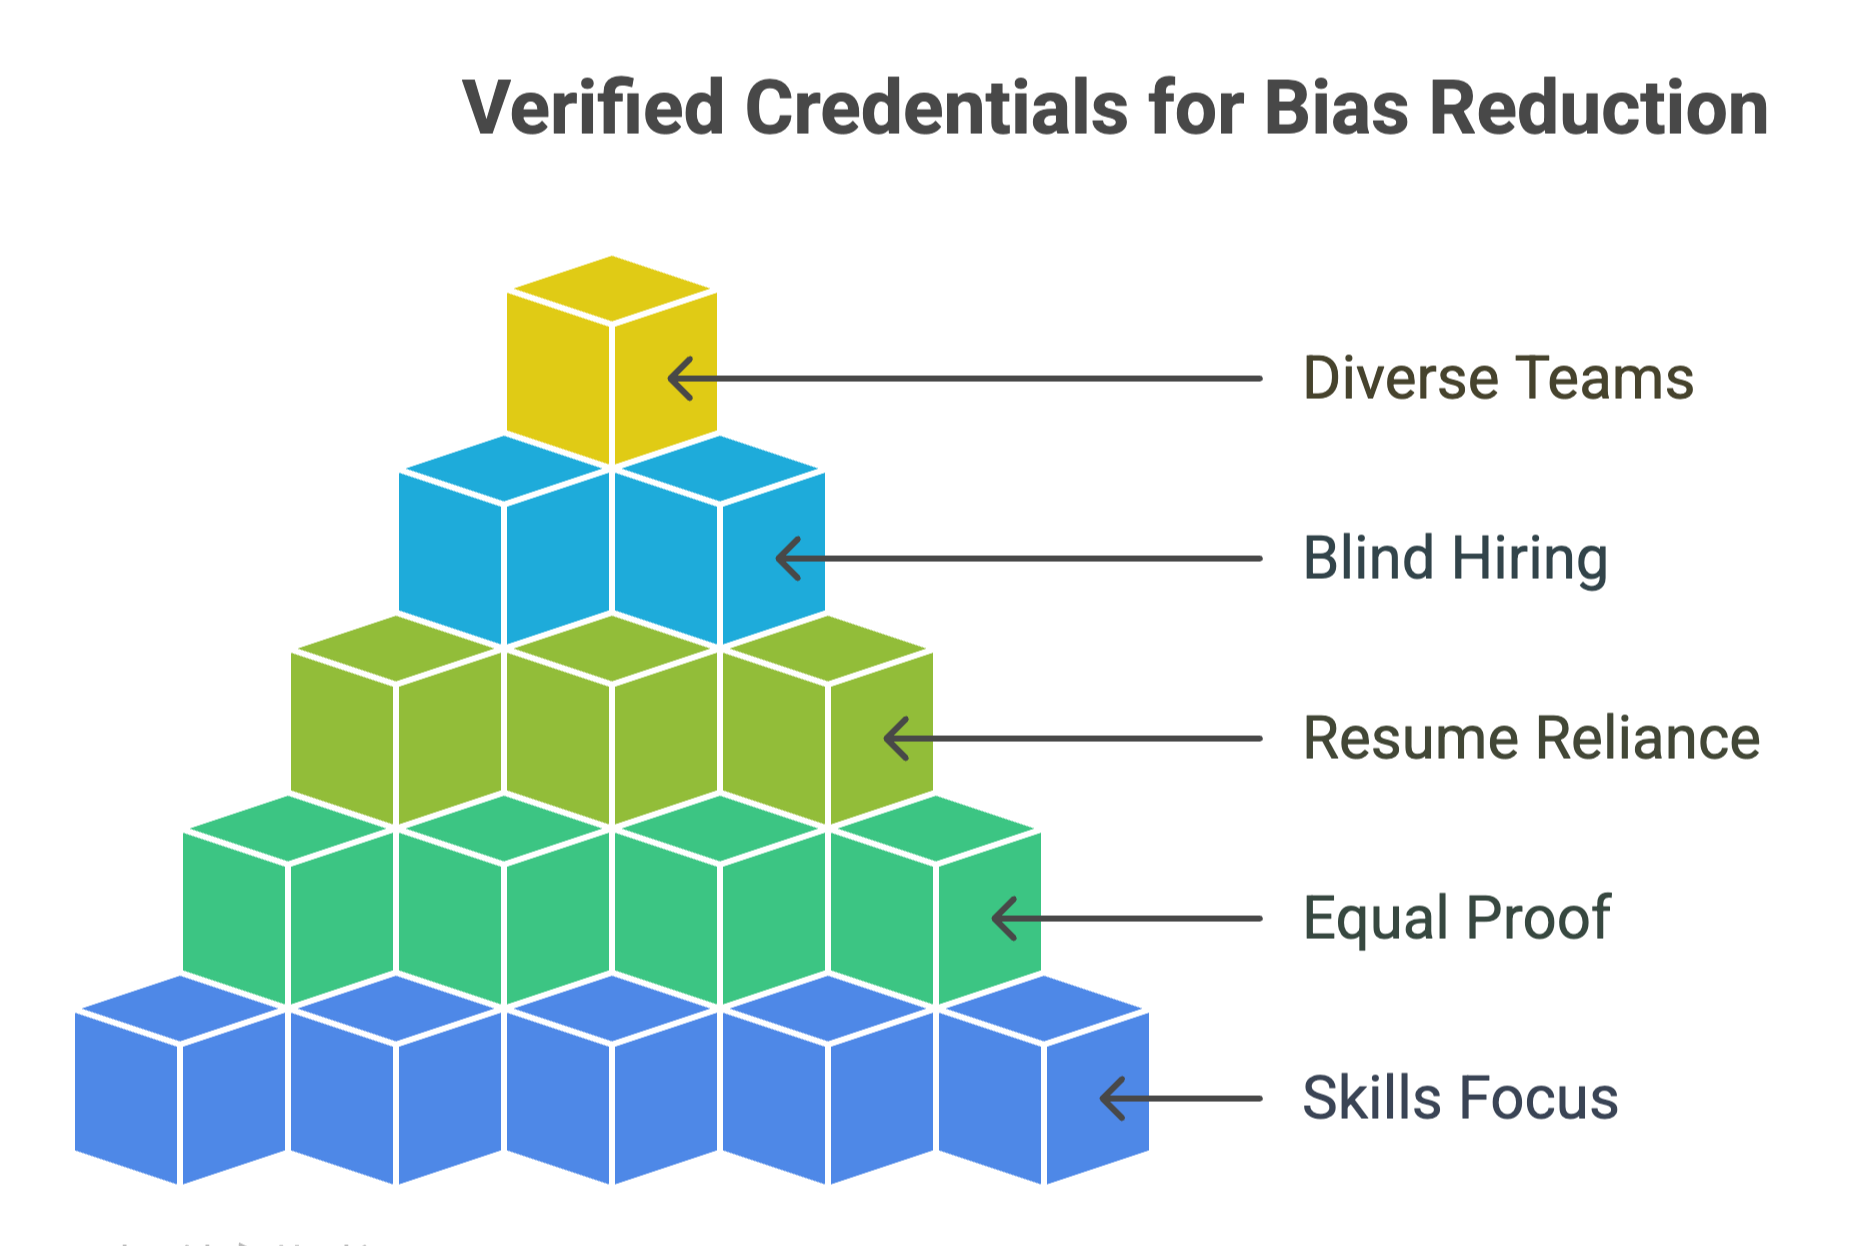 Verified Credentials for Bias Reduction
Diverse Teams
Blind Hiring
Resume Reliance
Equal Proof
Skills Focus